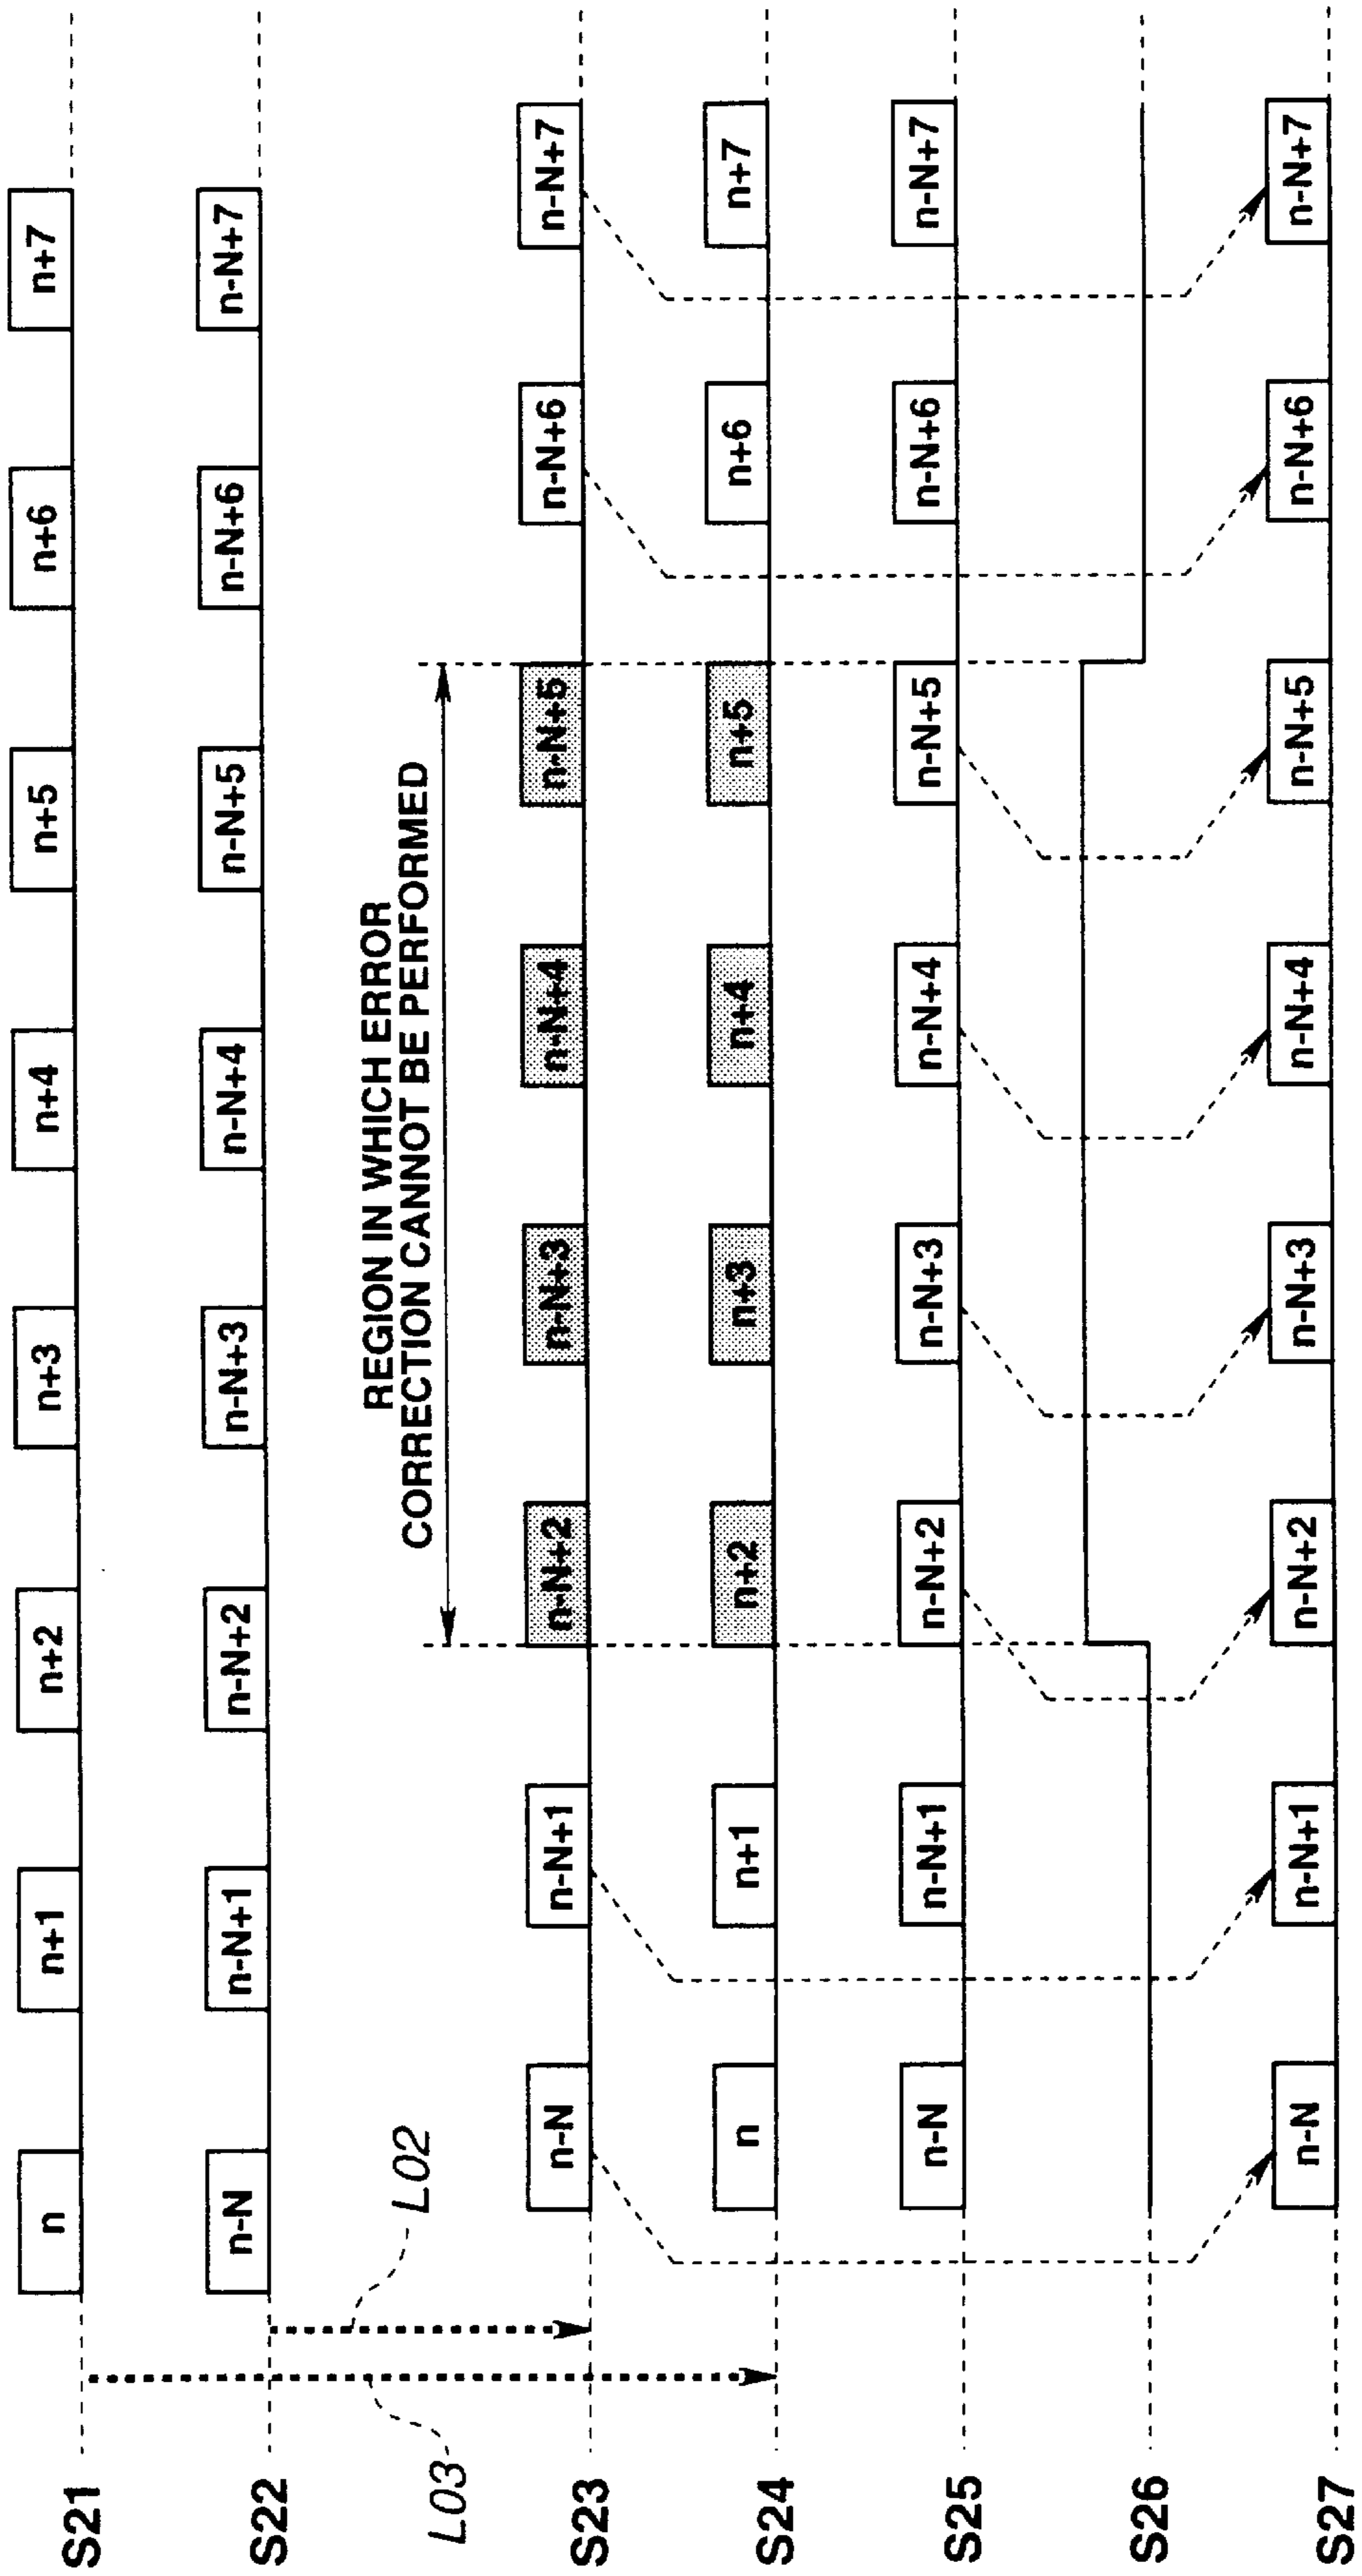 S21 n n+1 n+2 n+3 n+4 n+5 n+6 n+7
S22 n-N n-N+1 n-N+2 n-N+3 n-N+4 n-N+5 n-N+6 n-N+7
L03
L02
REGION IN WHICH ERROR
CORRECTION CANNOT BE PERFORMED
S23 n-N n-N+1 n-N+2 n-N+3 n-N+4 n-N+5 n-N+6 n-N+7
S24 n n+1 n+2 n+3 n+4 n+5 n+6 n+7
S25 n-N n-N+1 n-N+2 n-N+3 n-N+4 n-N+5 n-N+6 n-N+7
S26
S27 n-N n-N+1 n-N+2 n-N+3 n-N+4 n-N+5 n-N+6 n-N+7